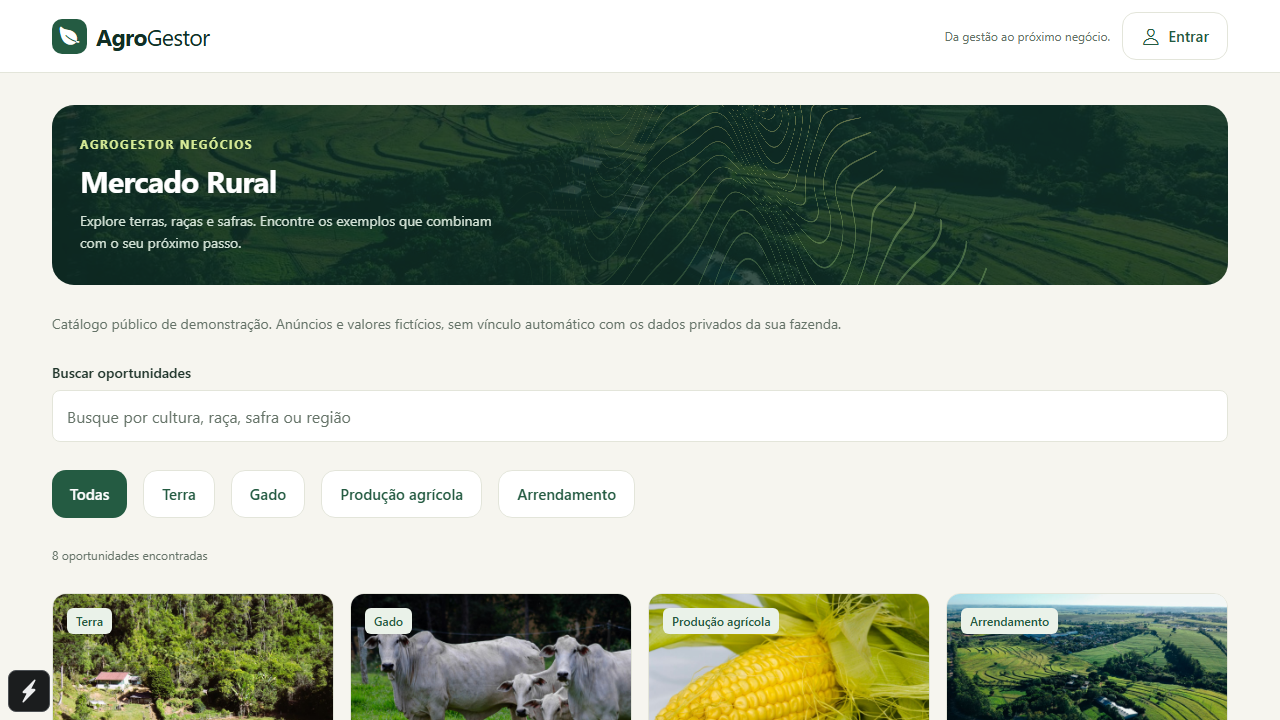 AgroGestor
Da gestão ao próximo negócio.
Entrar
AGROGESTOR NEGÓCIOS
Mercado Rural
Explore terras, raças e safras. Encontre os exemplos que combinam
com o seu próximo passo.
Catálogo público de demonstração. Anúncios e valores fictícios, sem vínculo automático com os dados privados da sua fazenda.
Buscar oportunidades
Busque por cultura, raça, safra ou região
Todas
Terra
Gado
Produção agrícola
Arrendamento
8 oportunidades encontradas
Terra
Gado
Produção agrícola
Arrendamento